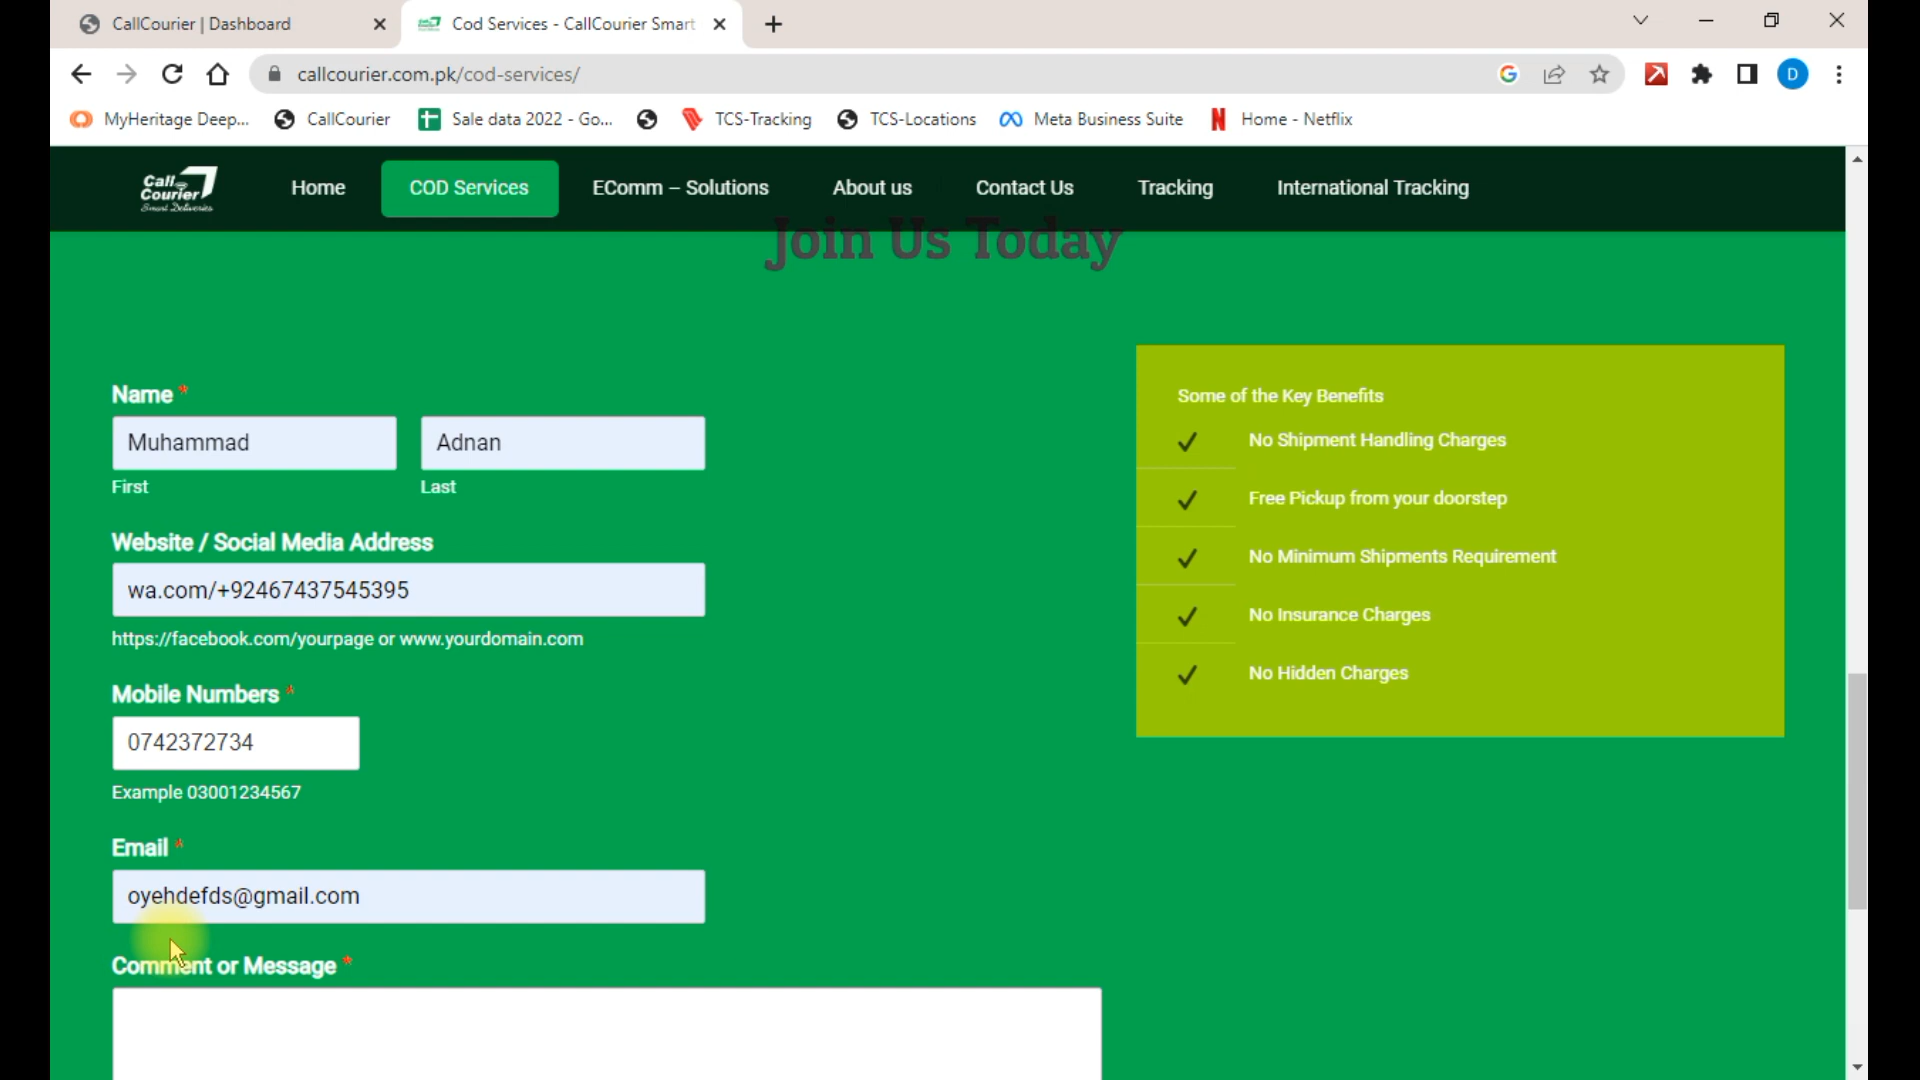 CallCourier | Dashboard
Cod Services - CallCourier Smart
callcourier.com.pk/cod-services/
D
MyHeritage Deep...
CallCourier
Sale data 2022 - Go...
TCS-Tracking
TCS-Locations
Meta Business Suite
Home - Netflix
Call Courier
Smart Deliveries
Home
COD Services
EComm – Solutions
About us
Contact Us
Tracking
International Tracking
Join Us Today
Name *
Muhammad
Adnan
First
Last
Website / Social Media Address
wa.com/+92467437545395
https://facebook.com/yourpage or www.yourdomain.com
Mobile Numbers *
0742372734
Example 03001234567
Email *
oyehdefds@gmail.com
Comment or Message *
Some of the Key Benefits
No Shipment Handling Charges
Free Pickup from your doorstep
No Minimum Shipments Requirement
No Insurance Charges
No Hidden Charges